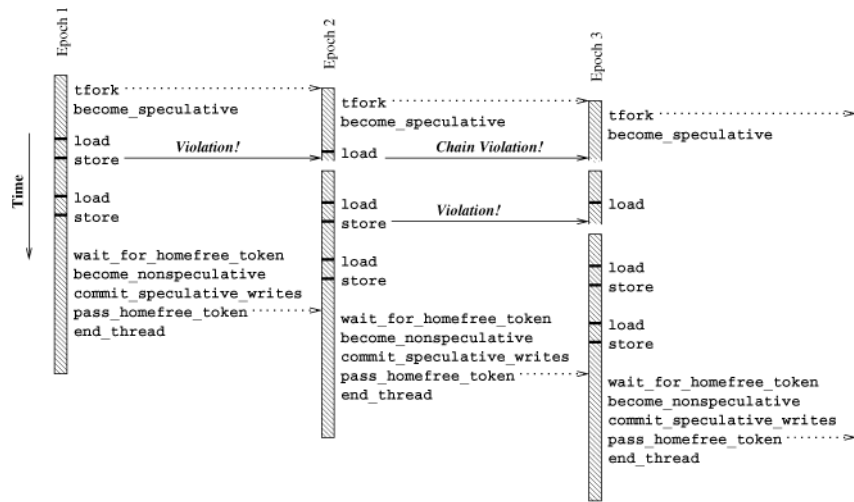 Epoch 1
Epoch 2
Epoch 3
Time
tfork
become_speculative
load
store
Violation!
load
store
wait_for_homefree_token
become_nonspeculative
commit_speculative_writes
pass_homefree_token
end_thread
tfork
become_speculative
load
Chain Violation!
load
store
Violation!
load
store
wait_for_homefree_token
become_nonspeculative
commit_speculative_writes
pass_homefree_token
end_thread
tfork
become_speculative
load
load
store
load
store
wait_for_homefree_token
become_nonspeculative
commit_speculative_writes
pass_homefree_token
end_thread